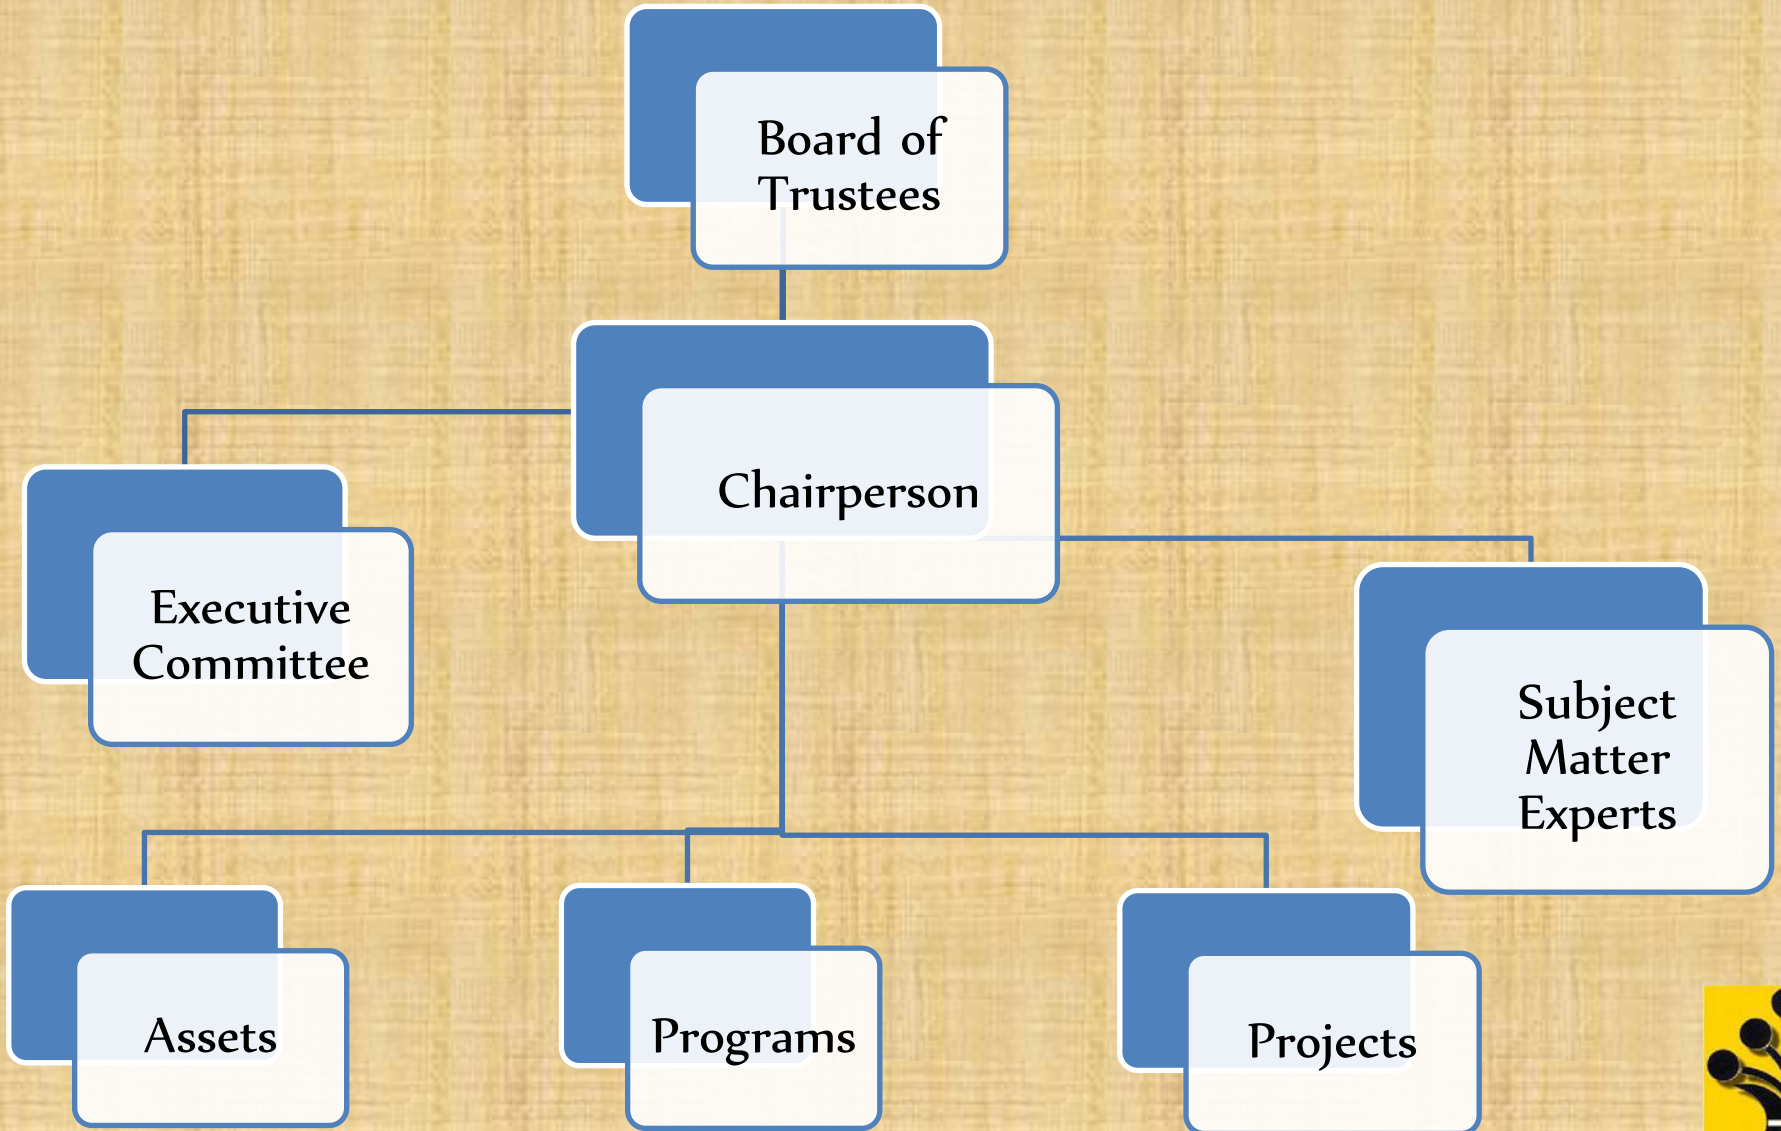 Board of
Trustees
Chairperson
Executive
Committee
Subject
Matter
Experts
Assets
Programs
Projects